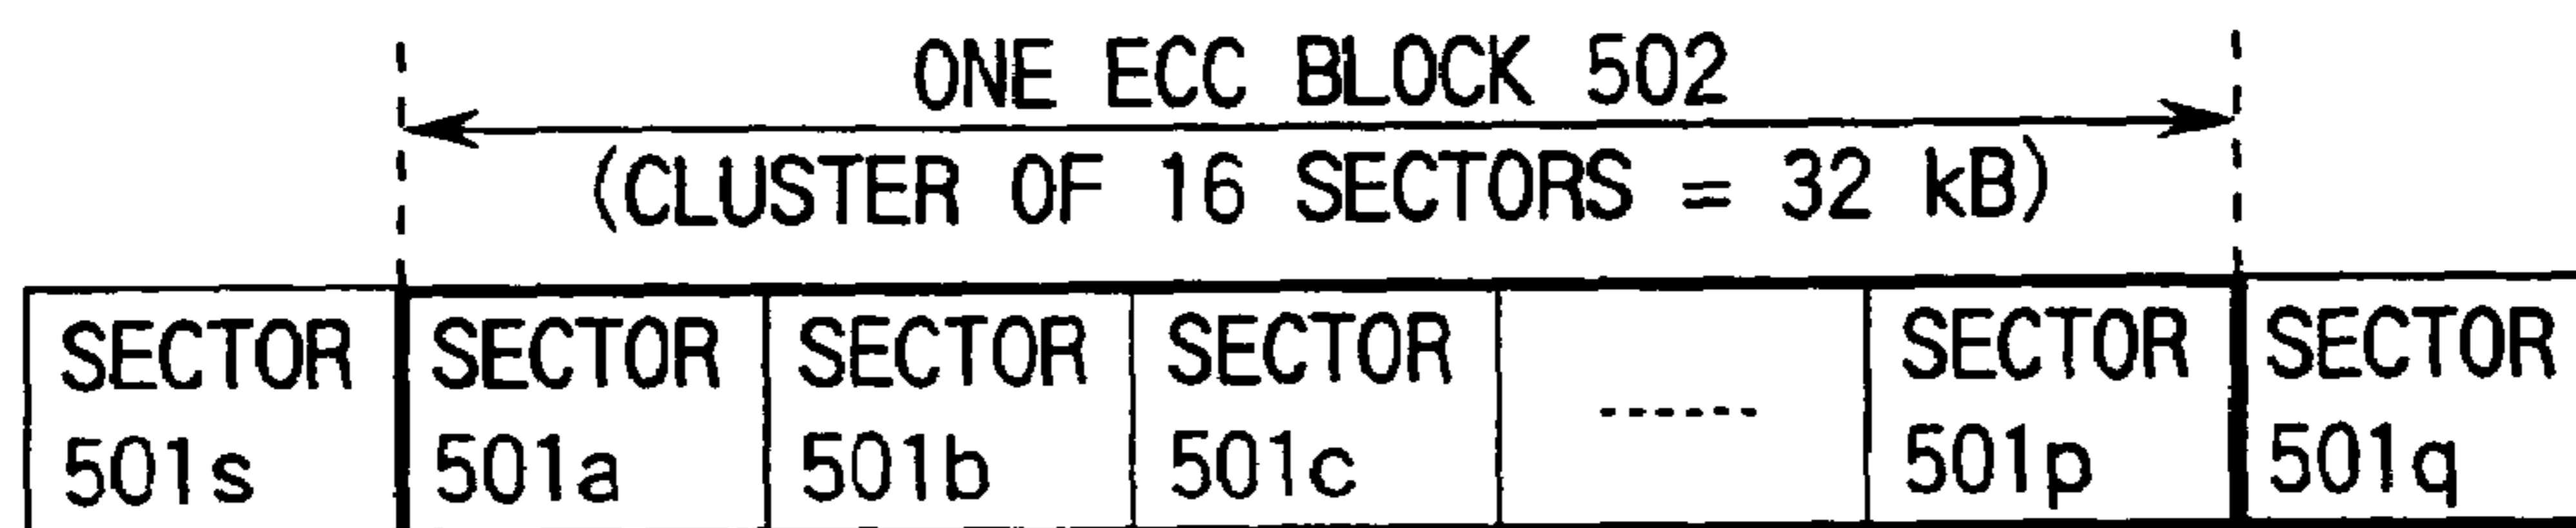 ONE ECC BLOCK 502
(CLUSTER OF 16 SECTORS = 32 kB)
SECTOR SECTOR SECTOR SECTOR ------ SECTOR SECTOR
501s 501a 501b 501c 501p 501q